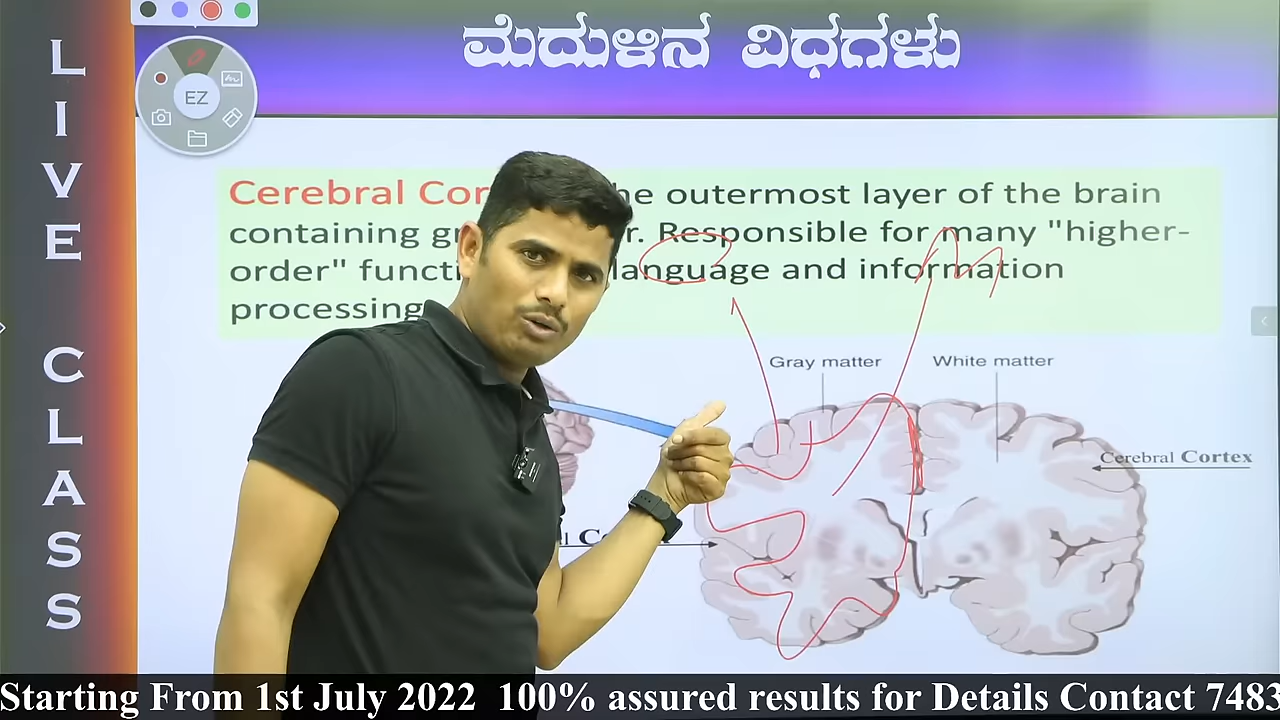 ಮೆದುಳಿನ ವಿಧಗಳು
LIVE CLASS
EZ
Cerebral Cor he outermost layer of the brain
containing gr r. Responsible for many "higher-
order" functi language and information
processing
Gray matter White matter
Cerebral Cortex
C M
Starting From 1st July 2022 100% assured results for Details Contact 7483